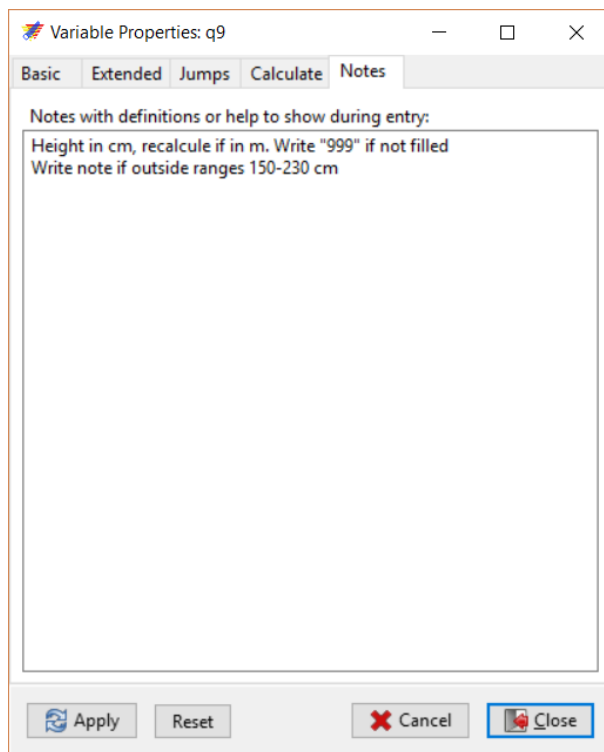 Variable Properties: q9
Basic Extended Jumps Calculate Notes
Notes with definitions or help to show during entry:
Height in cm, recalcule if in m. Write "999" if not filled
Write note if outside ranges 150-230 cm
Apply Reset Cancel Close